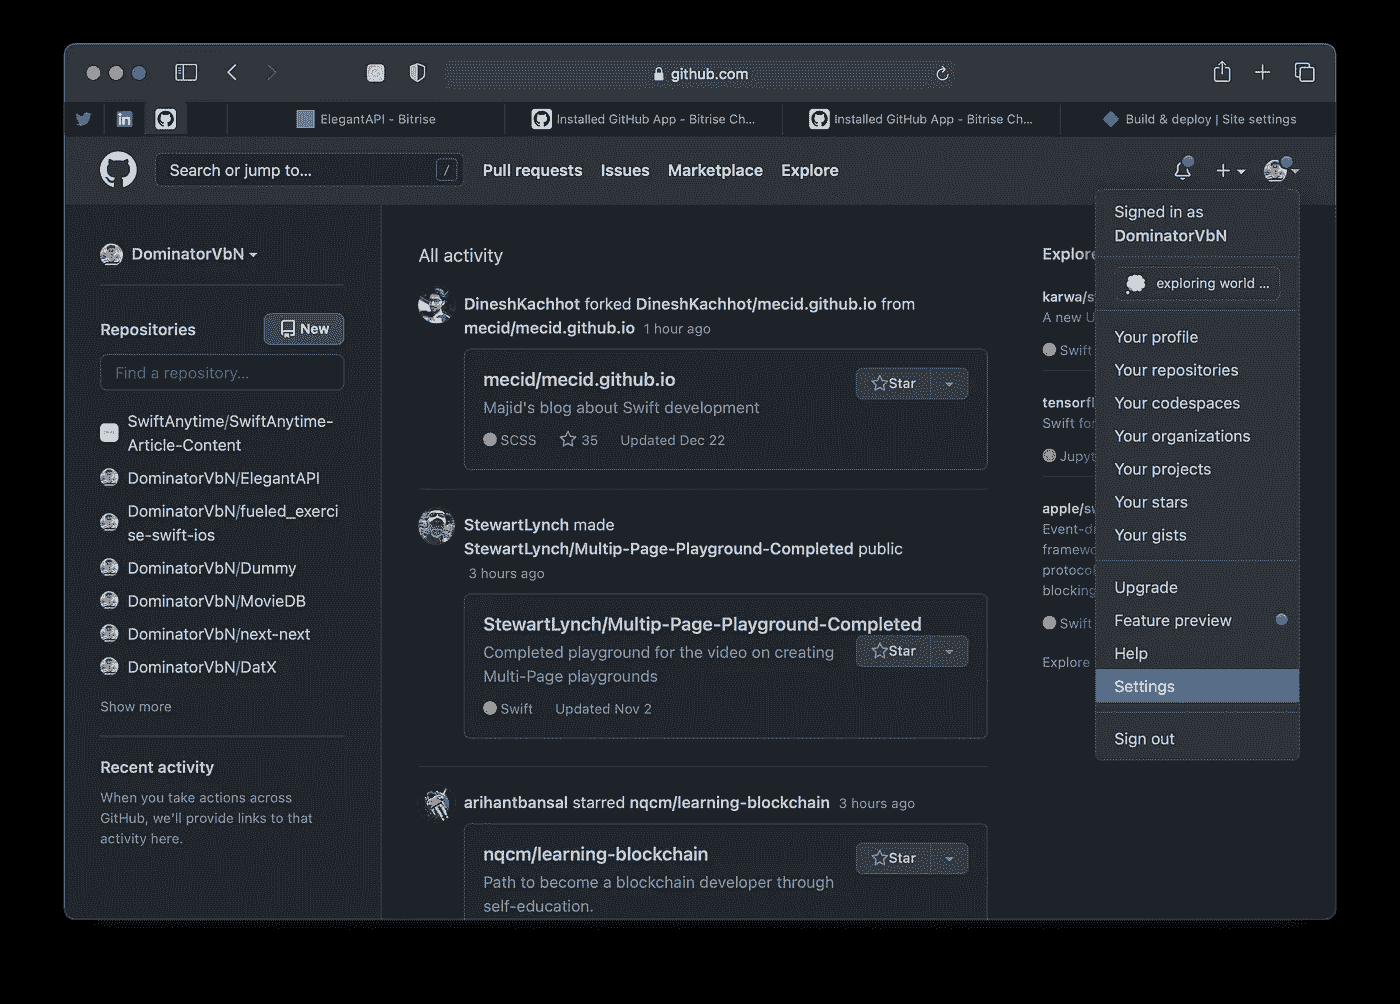 github.com
ElegantAPI - Bitrise
Installed GitHub App - Bitrise Ch...
Installed GitHub App - Bitrise Ch...
Build & deploy | Site settings
Search or jump to...
/
Pull requests
Issues
Marketplace
Explore
DominatorVbN
Repositories
New
Find a repository...
SwiftAnytime/SwiftAnytime-
Article-Content
DominatorVbN/ElegantAPI
DominatorVbN/fueled_exerci
se-swift-ios
DominatorVbN/Dummy
DominatorVbN/MovieDB
DominatorVbN/next-next
DominatorVbN/DatX
Show more
Recent activity
When you take actions across
GitHub, we'll provide links to that
activity here.
All activity
DineshKachhot forked DineshKachhot/mecid.github.io from
mecid/mecid.github.io 1 hour ago
mecid/mecid.github.io
Star
Majid's blog about Swift development
SCSS
35
Updated Dec 22
StewartLynch made
StewartLynch/Multip-Page-Playground-Completed public
3 hours ago
StewartLynch/Multip-Page-Playground-Completed
Star
Completed playground for the video on creating
Multi-Page playgrounds
Swift
Updated Nov 2
arihantbansal starred nqcm/learning-blockchain 3 hours ago
nqcm/learning-blockchain
Star
Path to become a blockchain developer through
self-education.
Explore
karwa/s
A new U
Swift
tensorfl
Swift for
Jupyt
apple/sw
Event-d
framewo
protocol
blocking
Swift
Explore
Signed in as
DominatorVbN
exploring world ...
Your profile
Your repositories
Your codespaces
Your organizations
Your projects
Your stars
Your gists
Upgrade
Feature preview
Help
Settings
Sign out